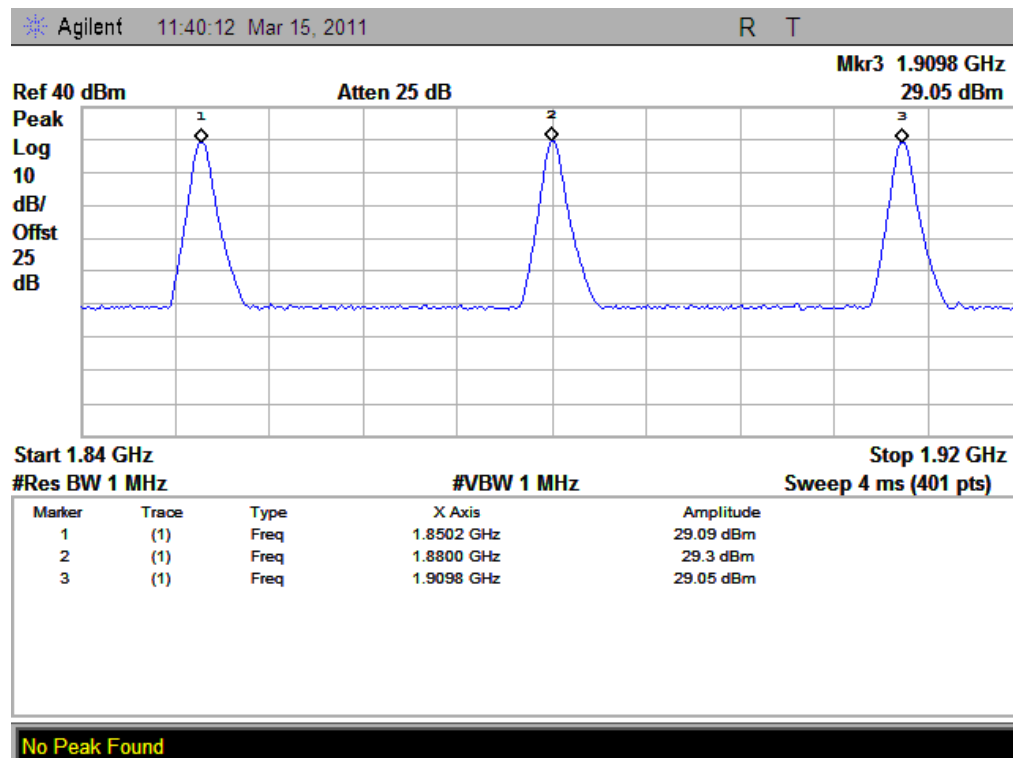 Agilent 11:40:12 Mar 15, 2011 R T
Mkr3 1.9098 GHz
Ref 40 dBm Atten 25 dB 29.05 dBm
Peak
Log
10
dB/
Offst
25
dB
1 2 3
Start 1.84 GHz Stop 1.92 GHz
#Res BW 1 MHz #VBW 1 MHz Sweep 4 ms (401 pts)
Marker Trace Type X Axis Amplitude
1 (1) Freq 1.8502 GHz 29.09 dBm
2 (1) Freq 1.8800 GHz 29.3 dBm
3 (1) Freq 1.9098 GHz 29.05 dBm
No Peak Found